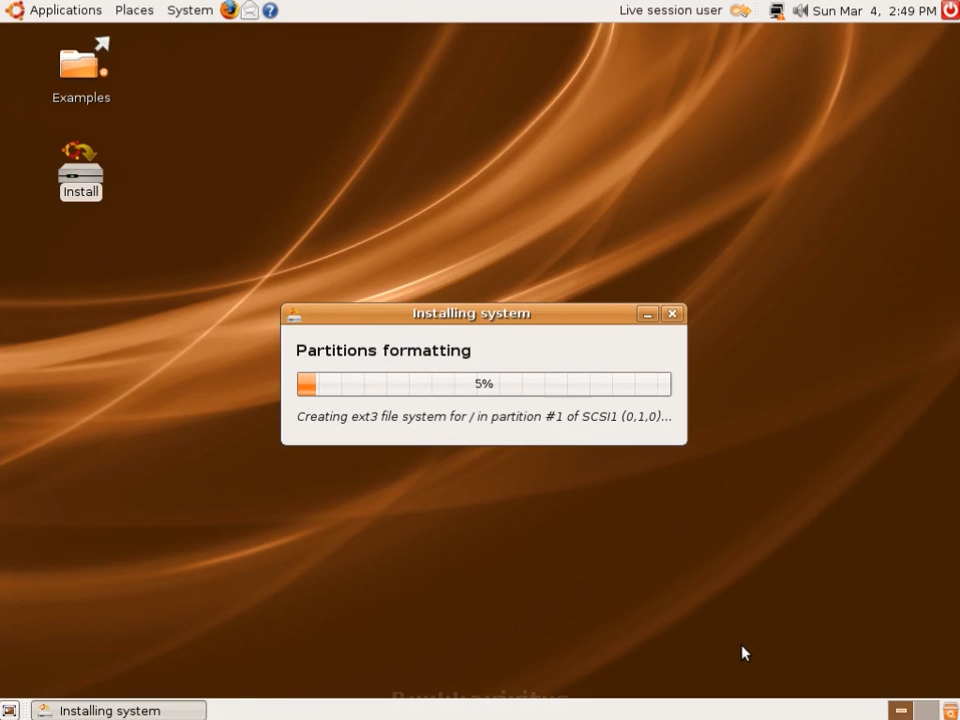 Applications Places System
Live session user Sun Mar 4, 2:49 PM
Examples
Install
Installing system
Partitions formatting
5%
Creating ext3 file system for / in partition #1 of SCSI1 (0,1,0)...
Installing system